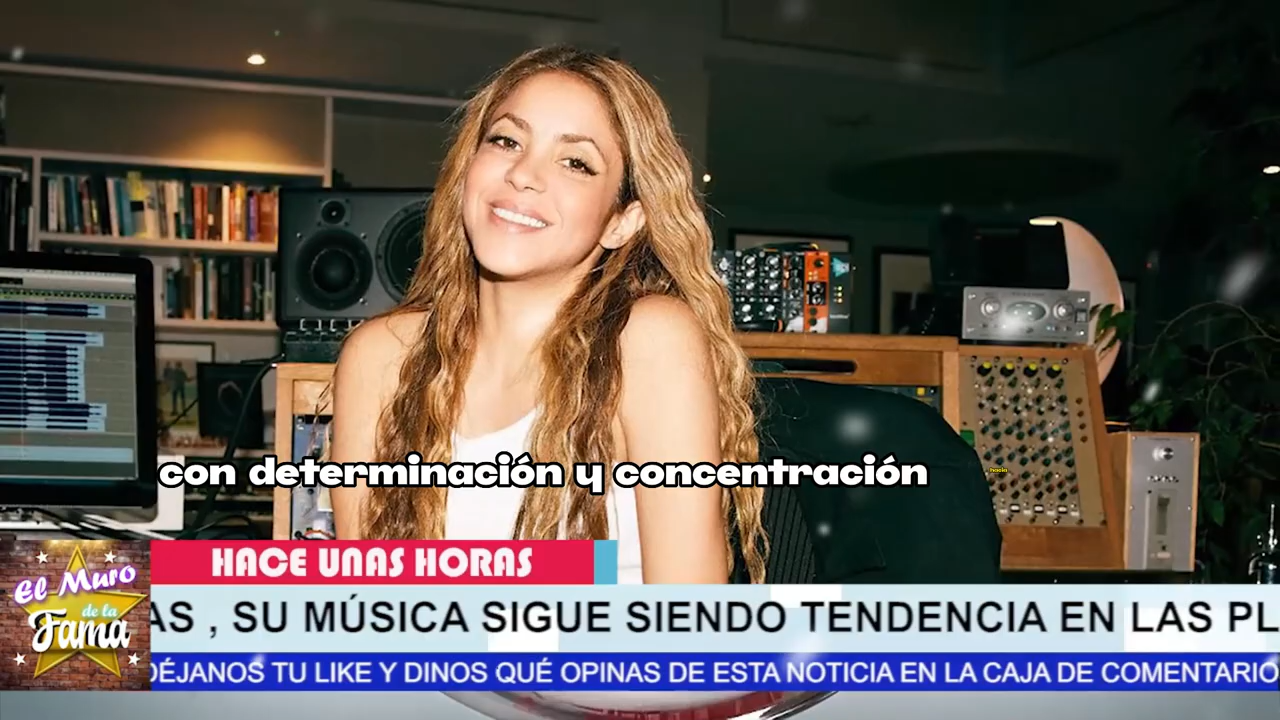 con determinación y concentración
hacia
HACE UNAS HORAS
El Muro
de la
Fama
AS , SU MÚSICA SIGUE SIENDO TENDENCIA EN LAS PL
DÉJANOS TU LIKE Y DINOS QUÉ OPINAS DE ESTA NOTICIA EN LA CAJA DE COMENTARIO